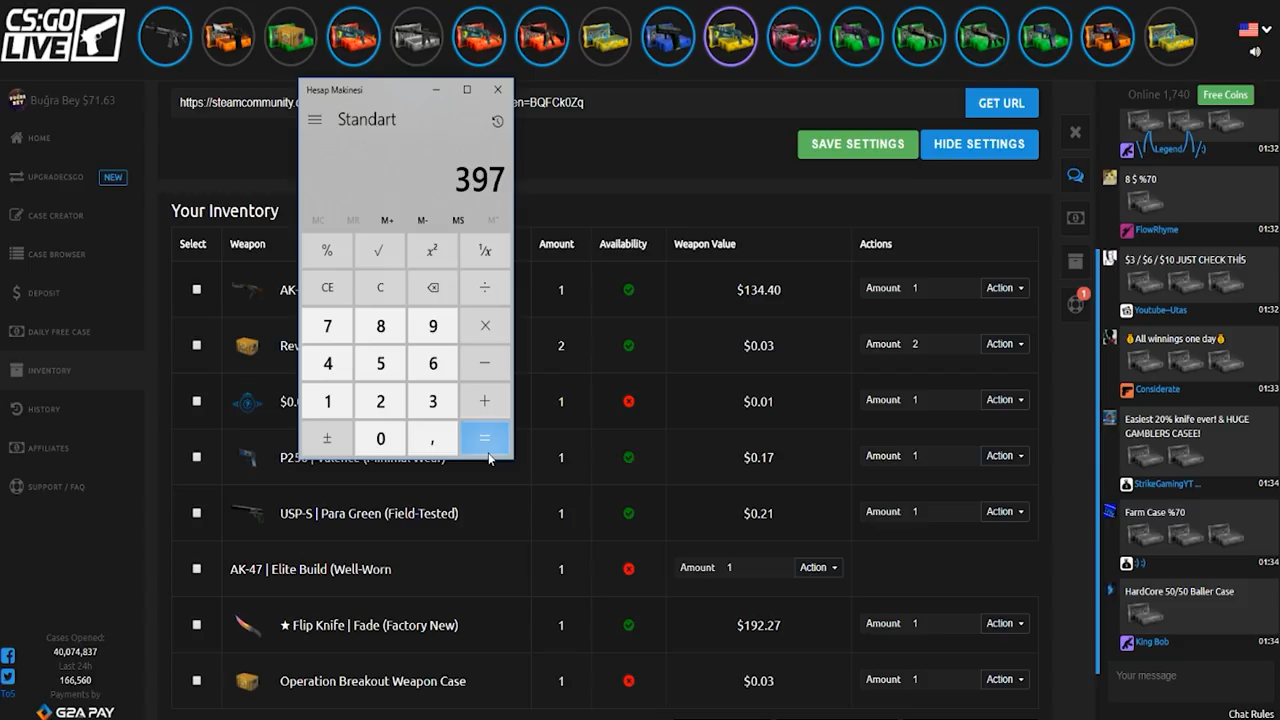 CS:GO
LIVE
Buğra Bey $71.63
HOME
UPGRADECSGO NEW
CASE CREATOR
CASE BROWSER
DEPOSIT
DAILY FREE CASE
INVENTORY
HISTORY
AFFILIATES
SUPPORT / FAQ
Cases Opened:
40,074,837
Last 24h
166,560
Payments by
G2A PAY
ToS
https://steamcommunity.
en=BQFCk0Zq
GET URL
SAVE SETTINGS
HIDE SETTINGS
Your Inventory
Select Weapon Amount Availability Weapon Value Actions
AK- 1 $134.40 Amount 1 Action
Rev 2 $0.03 Amount 2 Action
$0. 1 $0.01 Amount 1 Action
P250 | Valence (Minimal Wear) 1 $0.17 Amount 1 Action
USP-S | Para Green (Field-Tested) 1 $0.21 Amount 1 Action
AK-47 | Elite Build (Well-Worn 1 Amount 1 Action
★ Flip Knife | Fade (Factory New) 1 $192.27 Amount 1 Action
Operation Breakout Weapon Case 1 $0.03 Amount 1 Action
Hesap Makinesi
Standart
397
MC MR M+ M- MS M˅
% √ x² ¹/x
CE C ÷
7 8 9 ×
4 5 6 −
1 2 3 +
± 0 , =
Online 1,740 Free Coins
\(Legend)/:) 01:32
8 $ %70
FlowRhyme 01:32
$3 / $6 / $10 JUST CHECK THİS
Youtube--Utas 01:32
All winnings one day
Considerate 01:33
Easiest 20% knife ever! & HUGE
GAMBLERS CASEE!
StrikeGamingYT ... 01:34
Farm Case %70
:) :) 01:34
HardCore 50/50 Baller Case
King Bob 01:34
Your message
Chat Rules
1